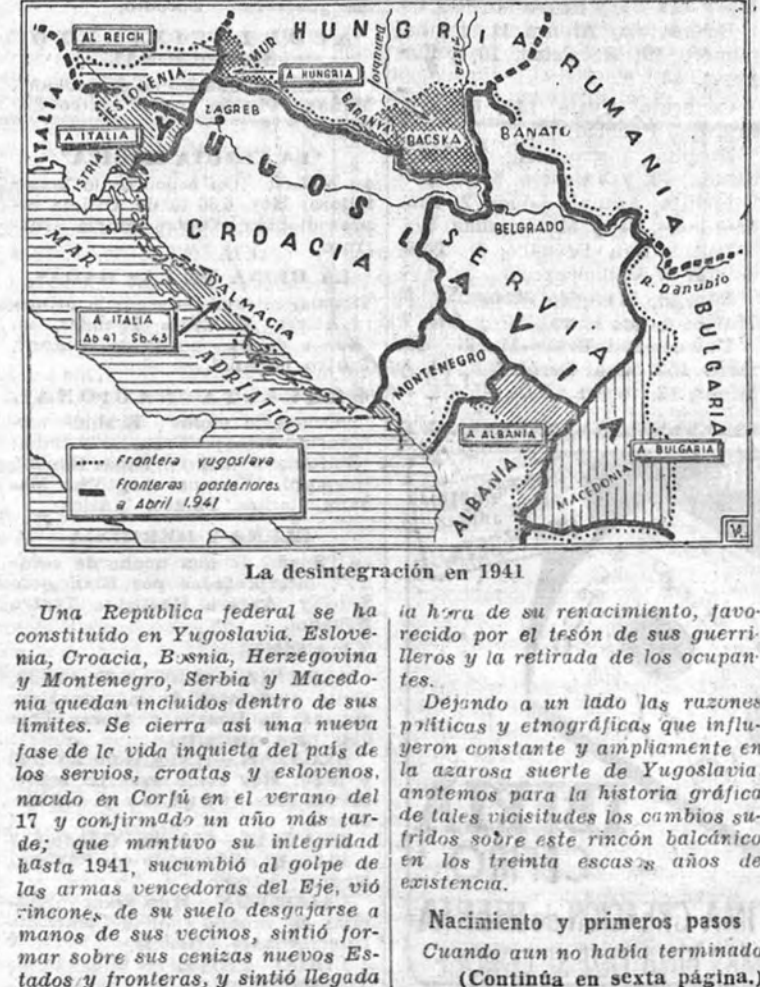 HUNGRI
AL REICH
MUR
Danubio
ESLOVENIA
A HUNGRIA
RUMANIA
ITALIA
ZAGREB
BARANYA
BACSKA
BANATO
A ITALIA
ISTRIA
YUGOSLAVIA
CROACI
BELGRADO
SERVIA
MAR ADRIATICO
DALMACIA
R. Danubio
BULGARIA
A ITALIA
Ab 41 Sb.43
MONTENEGRO
A ALBANIA
A BULGARIA
ALBANIA
MACEDONIA
Frontera yugoslava
Fronteras posteriores
a Abril 1.941
La desintegración en 1941
Una República federal se ha
constituído en Yugoslavia. Eslove-
nia, Croacia, Bosnia, Herzegovina
y Montenegro, Serbia y Macedo-
nia quedan incluídos dentro de sus
límites. Se cierra así una nueva
fase de la vida inquieta del país de
los servios, croatas y eslovenos,
nacido en Corfú en el verano del
17 y confirmado un año más tar-
de; que mantuvo su integridad
hasta 1941, sucumbió al golpe de
las armas vencedoras del Eje, vió
rincones de su suelo desgajarse a
manos de sus vecinos, sintió for-
mar sobre sus cenizas nuevos Es-
tados y fronteras, y sintió llegada
la hora de su renacimiento, favo-
recido por el tesón de sus guerri-
lleros y la retirada de los ocupan-
tes.
Dejando a un lado las razones
políticas y etnográficas que influ-
yeron constante y ampliamente en
la azarosa suerte de Yugoslavia
anotemos para la historia gráfica
de tales vicisitudes los cambios su-
fridos sobre este rincón balcánico
en los treinta escasos años de
existencia.
Nacimiento y primeros pasos
Cuando aun no había terminado
(Continúa en sexta página.)